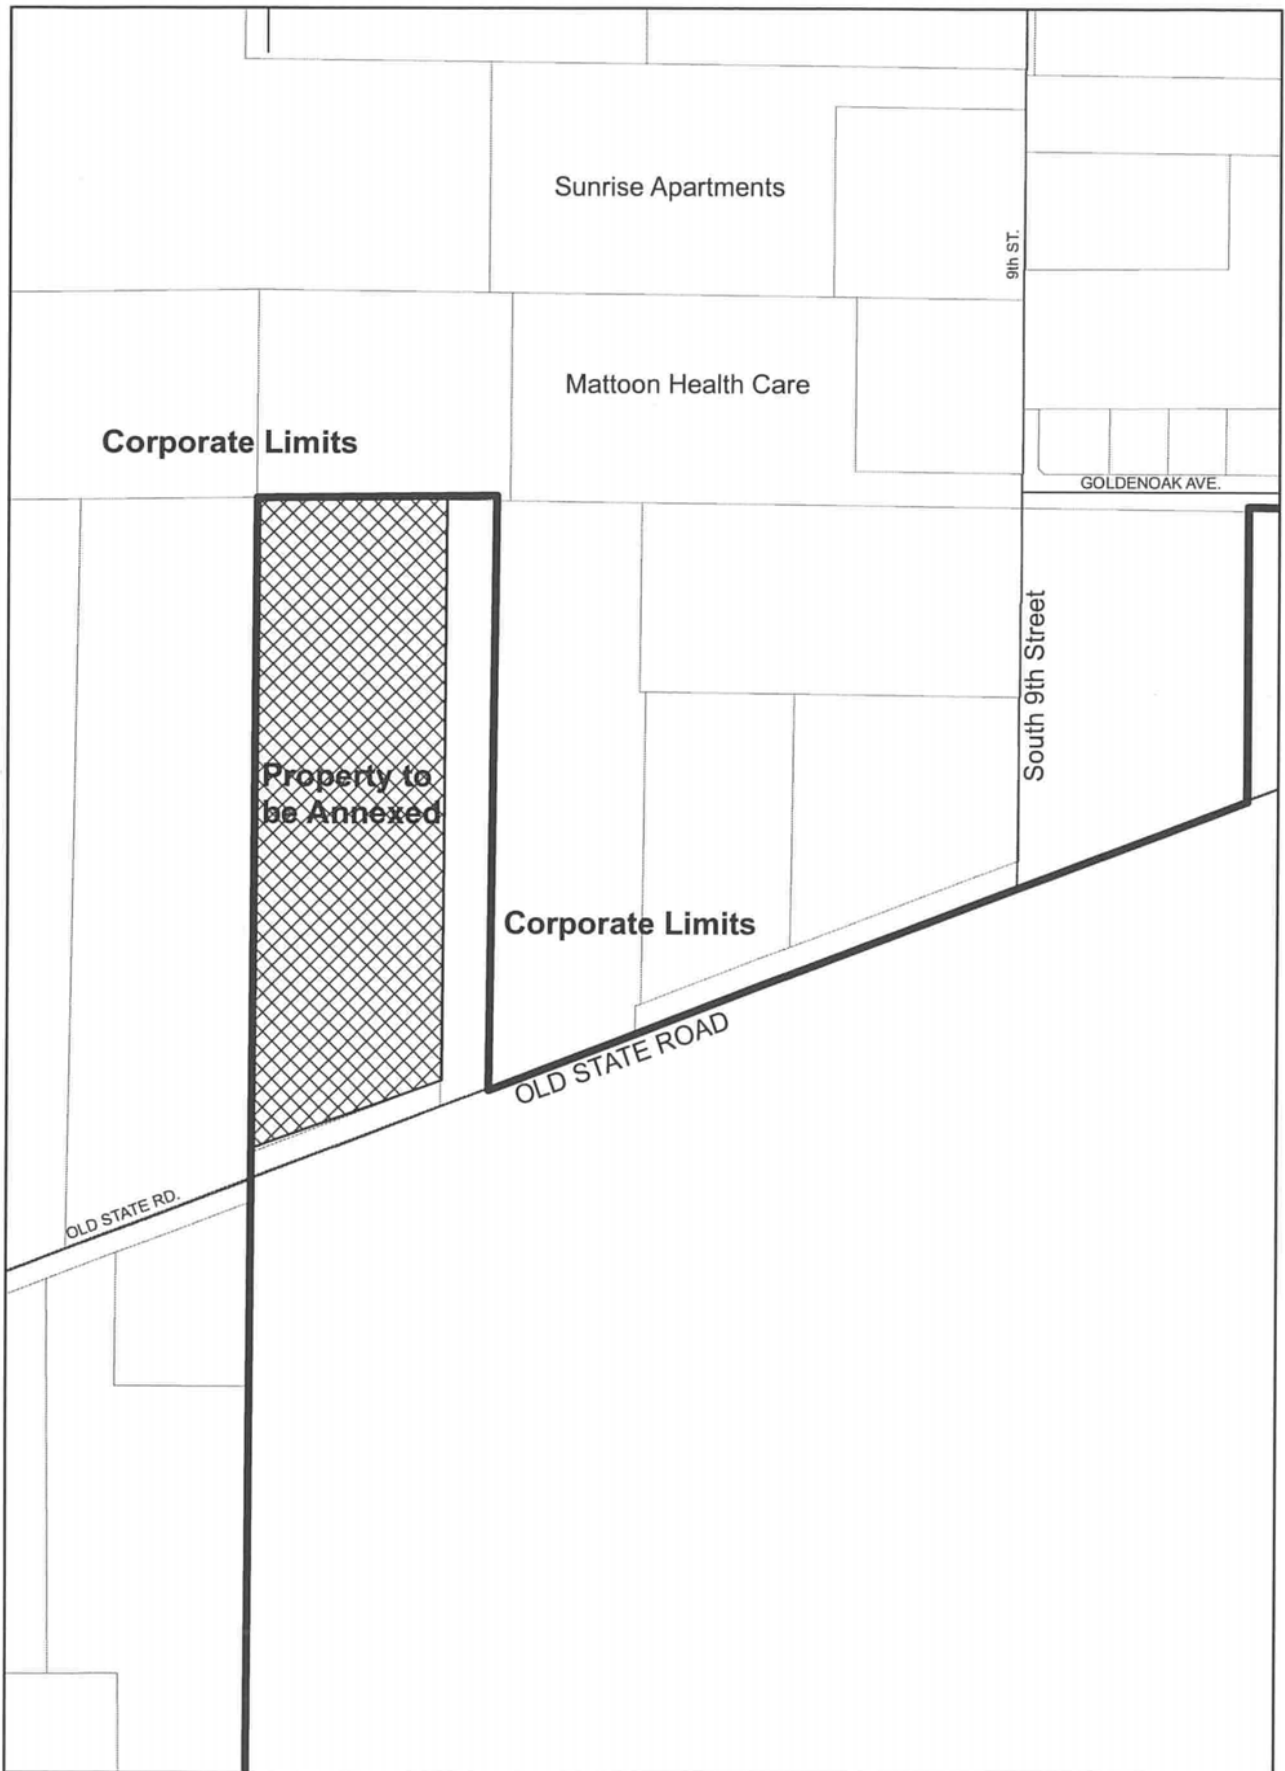 Sunrise Apartments
9th ST.
Mattoon Health Care
Corporate Limits
GOLDENOAK AVE.
South 9th Street
Property to
be Annexed
Corporate Limits
OLD STATE ROAD
OLD STATE RD.